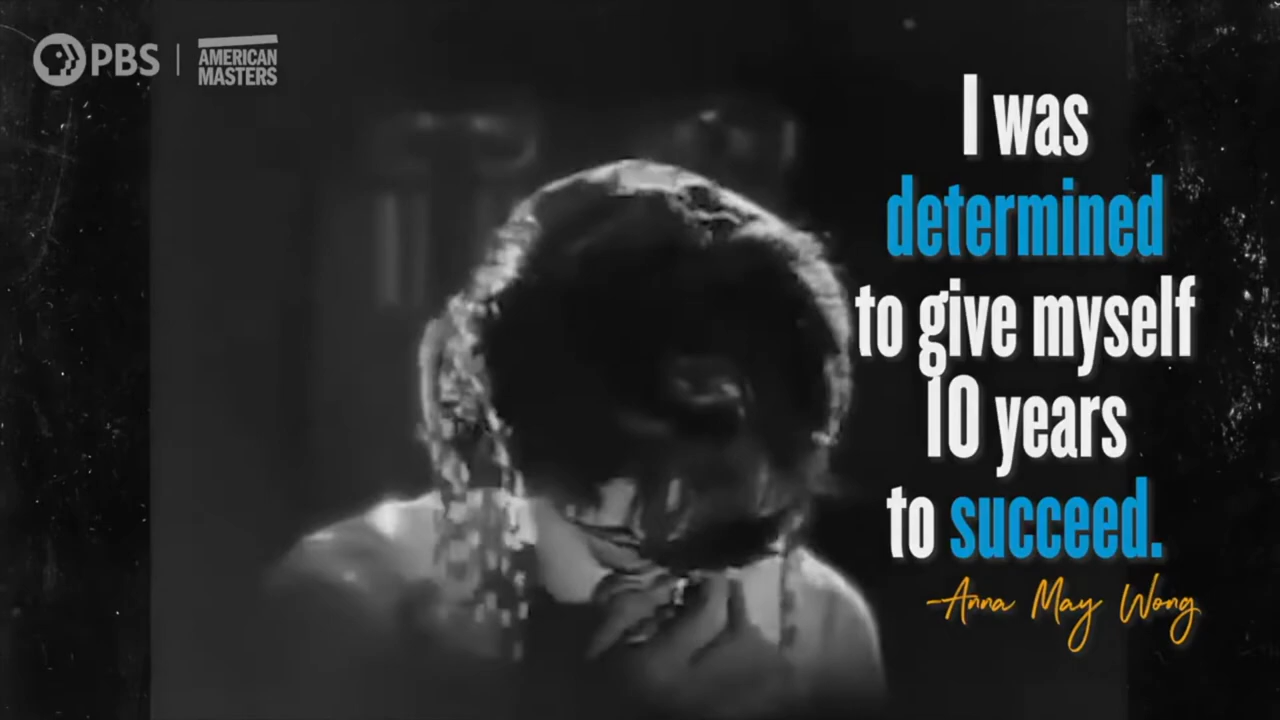 PBS
AMERICAN
MASTERS
I was
determined
to give myself
10 years
to succeed.
-Anna May Wong